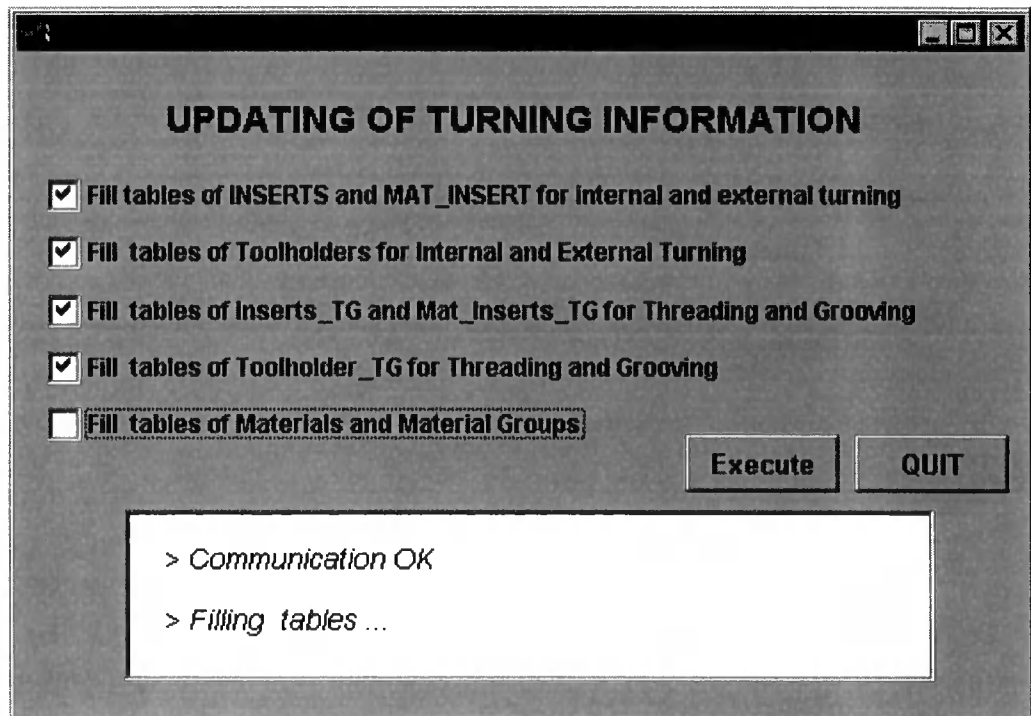 UPDATING OF TURNING INFORMATION
Fill tables of INSERTS and MAT_INSERT for internal and external turning
Fill tables of Toolholders for Internal and External Turning
Fill tables of Inserts_TG and Mat_Inserts_TG for Threading and Grooving
Fill tables of Toolholder_TG for Threading and Grooving
Fill tables of Materials and Material Groups
Execute QUIT
> Communication OK
> Filling tables ...